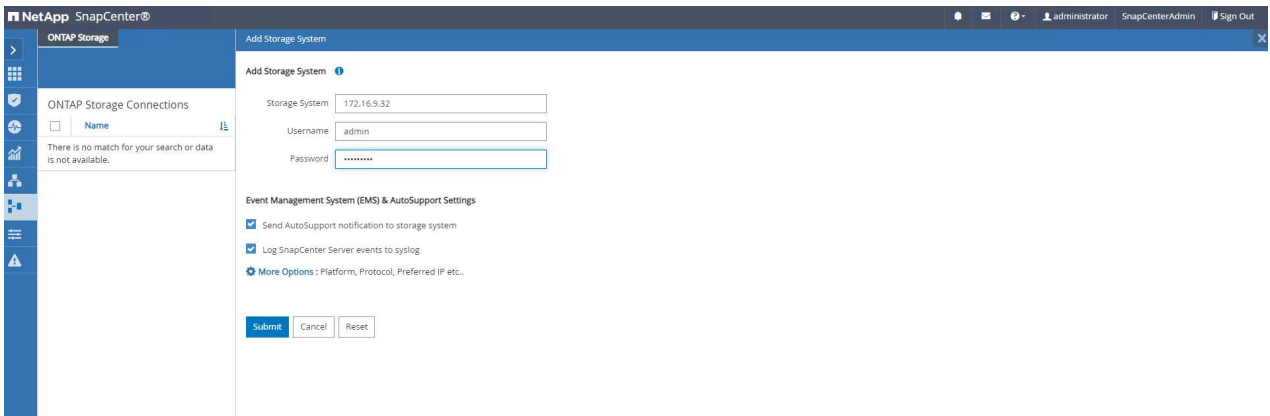 NetApp SnapCenter®
administrator SnapCenterAdmin Sign Out
ONTAP Storage
Add Storage System
ONTAP Storage Connections
Name
There is no match for your search or data
is not available.
Add Storage System
Storage System 172.16.9.32
Username admin
Password •••••••••
Event Management System (EMS) & AutoSupport Settings
Send AutoSupport notification to storage system
Log SnapCenter Server events to syslog
More Options : Platform, Protocol, Preferred IP etc..
Submit Cancel Reset